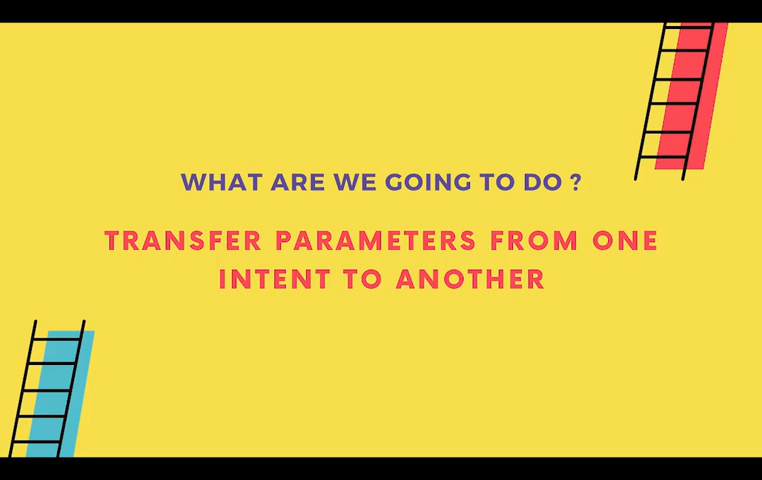 WHAT ARE WE GOING TO DO ?
TRANSFER PARAMETERS FROM ONE
INTENT TO ANOTHER